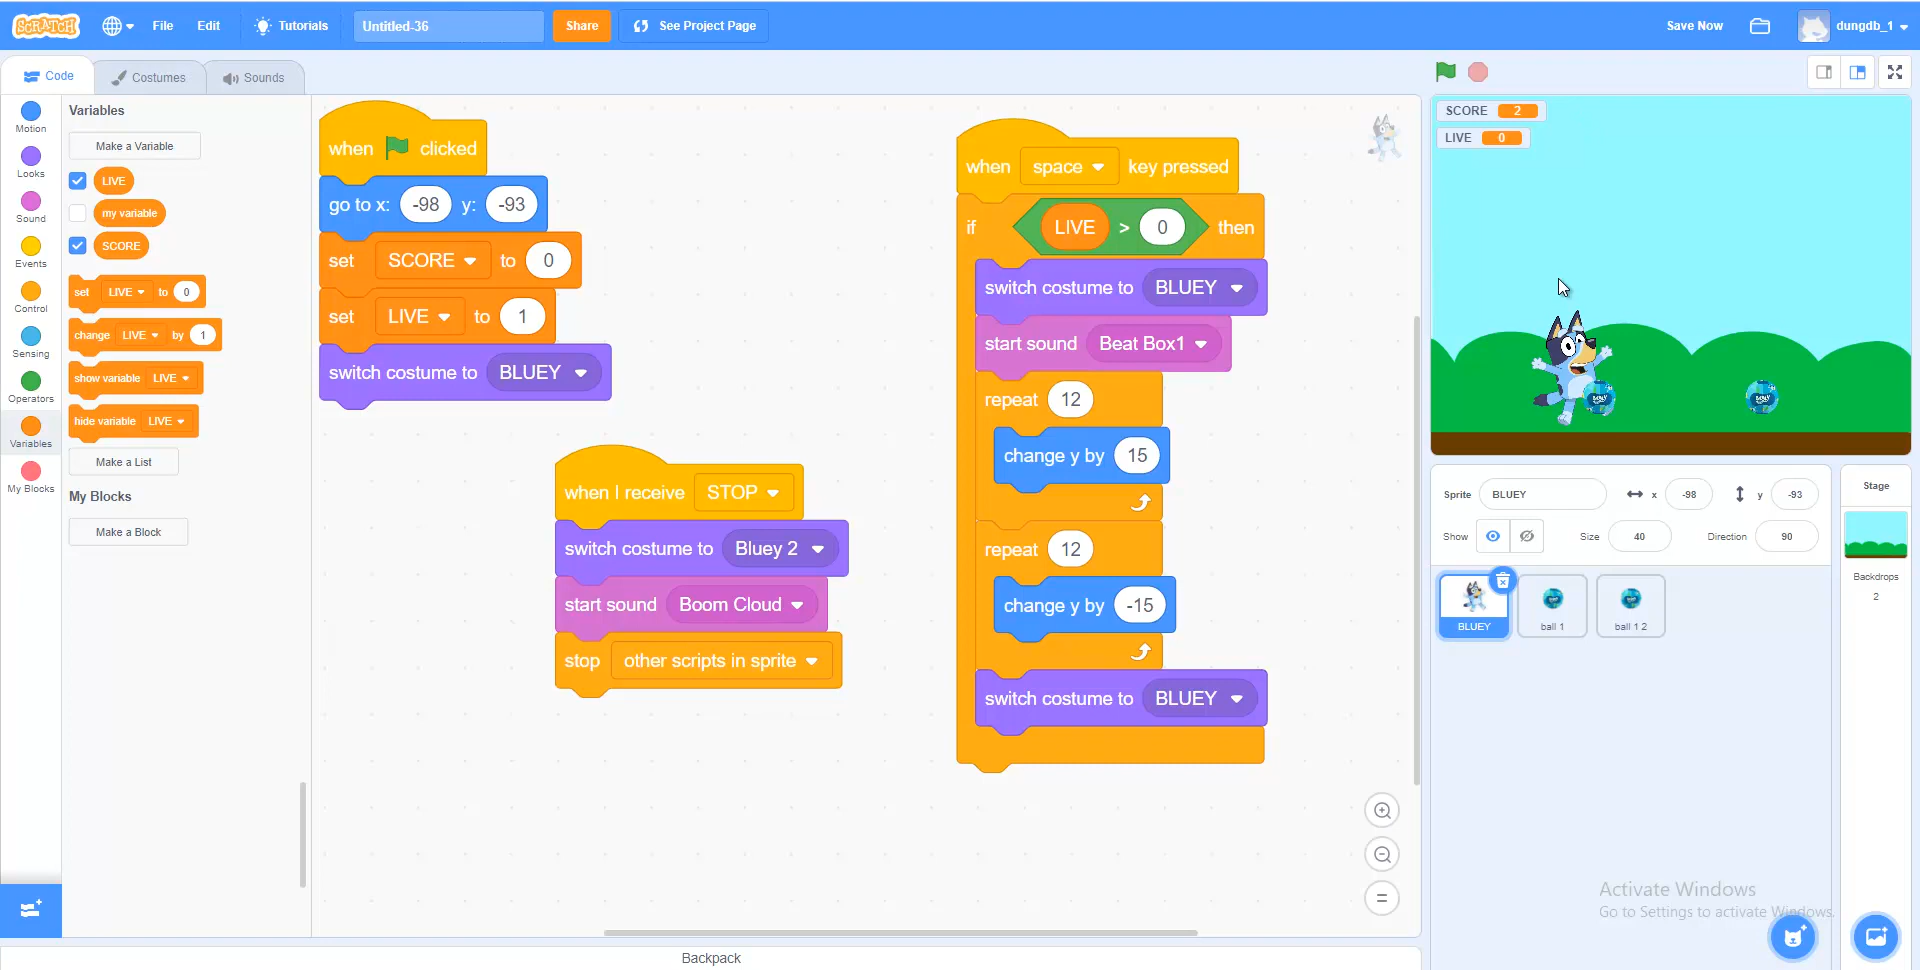 SCRATCH
File
Edit
Tutorials
Untitled-36
Share
See Project Page
Save Now
dungdb_1
Code
Costumes
Sounds
Motion
Looks
Sound
Events
Control
Sensing
Operators
Variables
My Blocks
Variables
Make a Variable
LIVE
my variable
SCORE
set LIVE to 0
change LIVE by 1
show variable LIVE
hide variable LIVE
Make a List
My Blocks
Make a Block
when clicked
go to x: -98 y: -93
set SCORE to 0
set LIVE to 1
switch costume to BLUEY
when I receive STOP
switch costume to Bluey 2
start sound Boom Cloud
stop other scripts in sprite
when space key pressed
if LIVE > 0 then
switch costume to BLUEY
start sound Beat Box1
repeat 12
change y by 15
repeat 12
change y by -15
switch costume to BLUEY
Backpack
SCORE 2
LIVE 0
Sprite BLUEY x -98 y -93
Show Size 40 Direction 90
BLUEY
ball 1
ball 1 2
Stage
Backdrops
2
Activate Windows
Go to Settings to activate Windows.